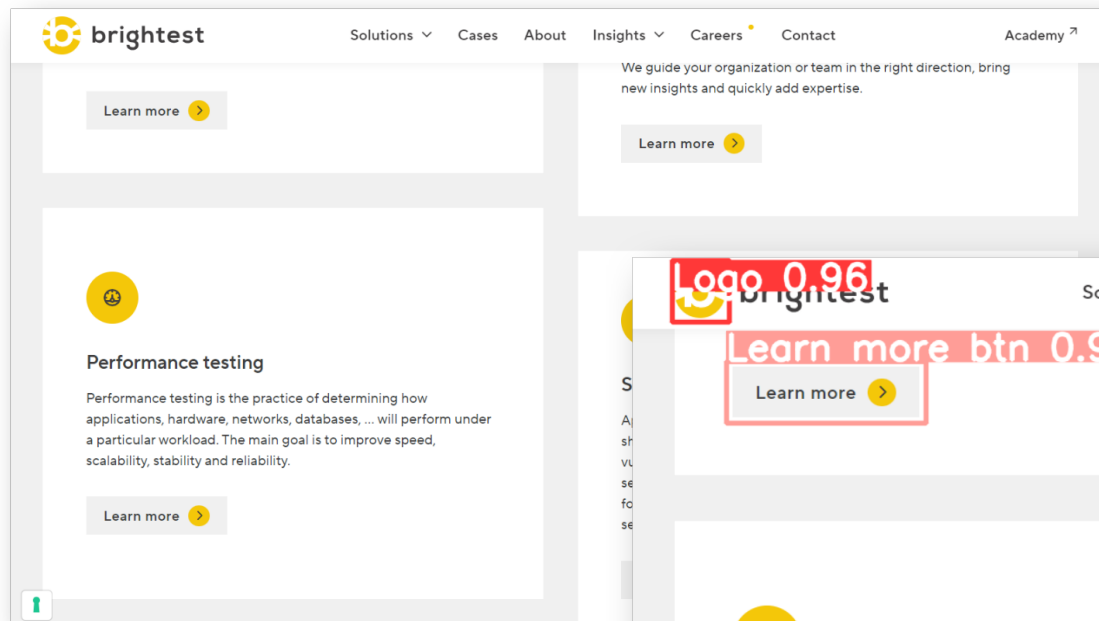 brightest
Solutions
Cases
About
Insights
Careers
Contact
Academy
Learn more
We guide your organization or team in the right direction, bring
new insights and quickly add expertise.
Learn more
Performance testing
Performance testing is the practice of determining how
applications, hardware, networks, databases, ... will perform under
a particular workload. The main goal is to improve speed,
scalability, stability and reliability.
Learn more
Logo 0.96
brightest
Learn more btn 0.9
Learn more